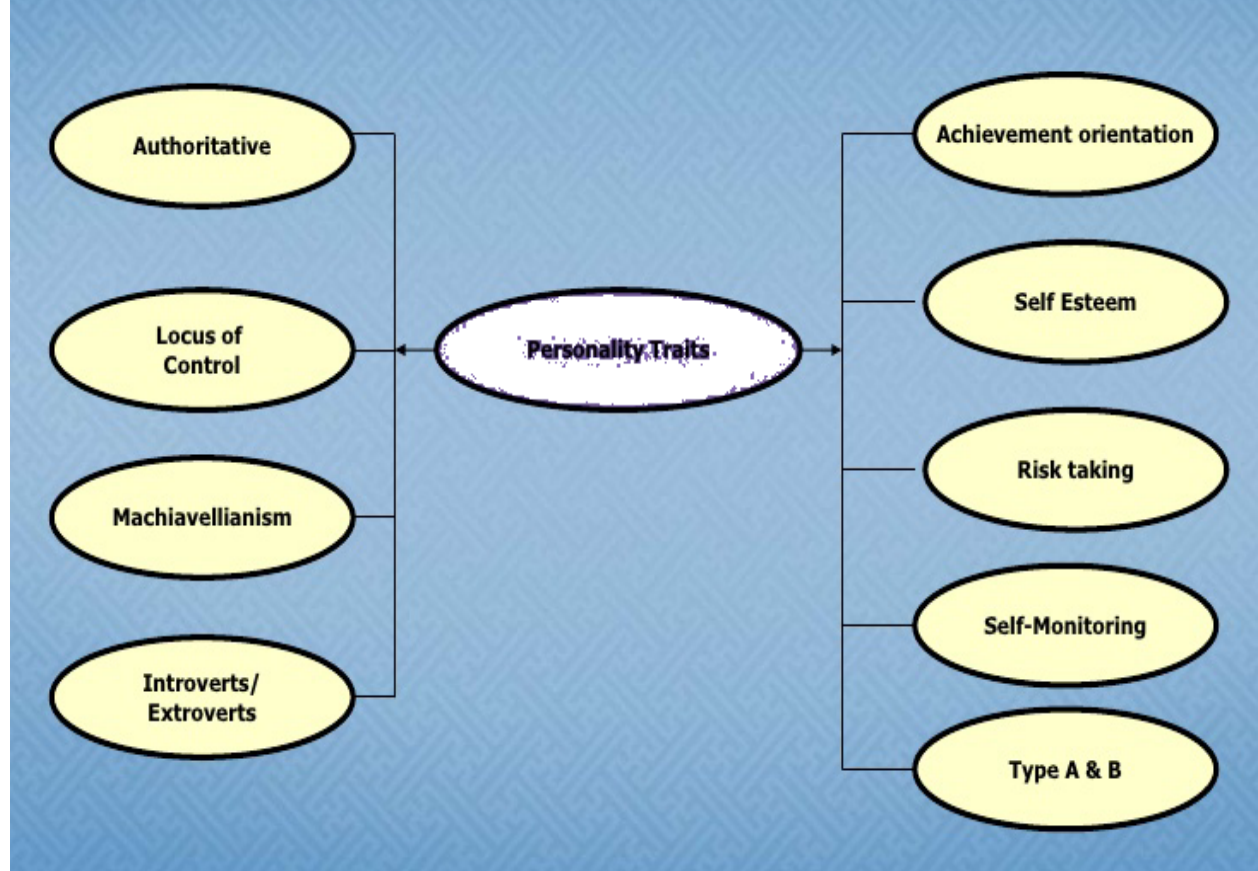 Authoritative
Locus of
Control
Machiavellianism
Introverts/
Extroverts
Personality Traits
Achievement orientation
Self Esteem
Risk taking
Self-Monitoring
Type A & B